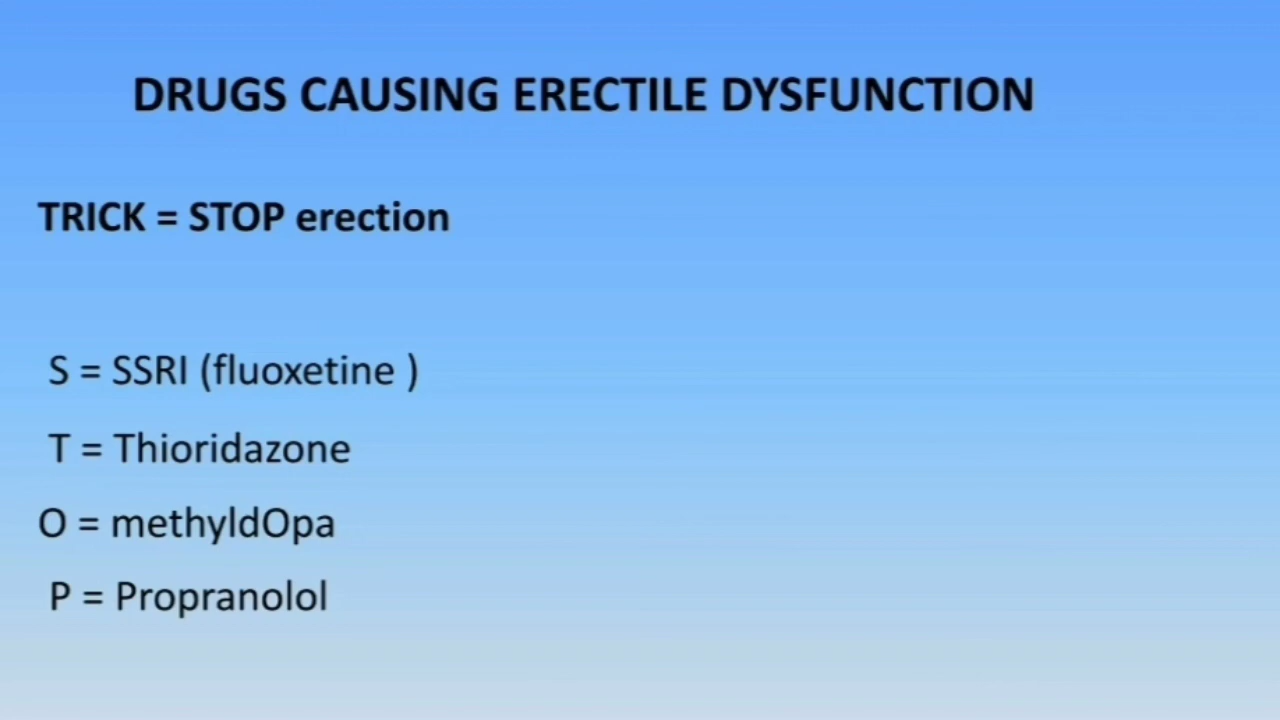 DRUGS CAUSING ERECTILE DYSFUNCTION
TRICK = STOP erection
S = SSRI (fluoxetine )
T = Thioridazone
O = methyldOpa
P = Propranolol